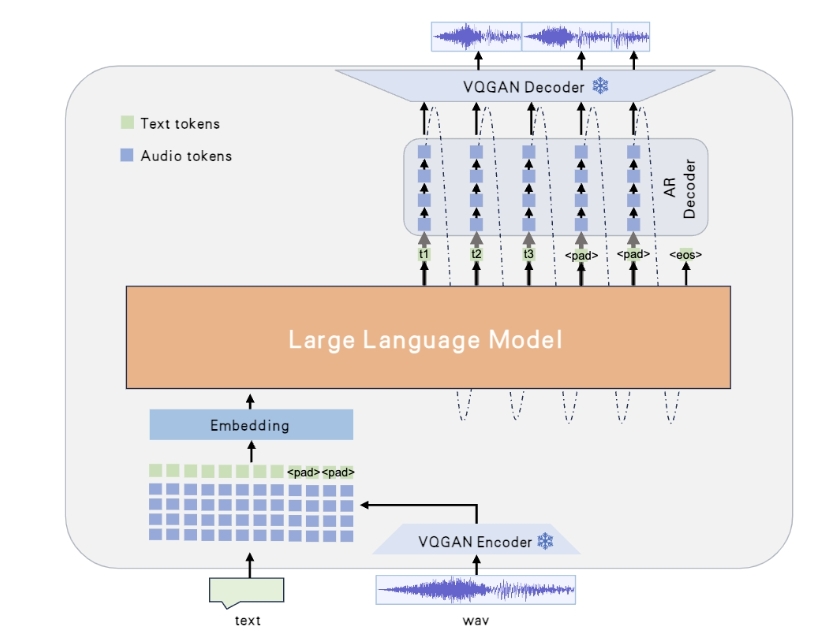 VQGAN Decoder
Text tokens
Audio tokens
AR
Decoder
t1 t2 t3 <pad> <pad> <eos>
Large Language Model
Embedding
<pad> <pad>
VQGAN Encoder
text
wav